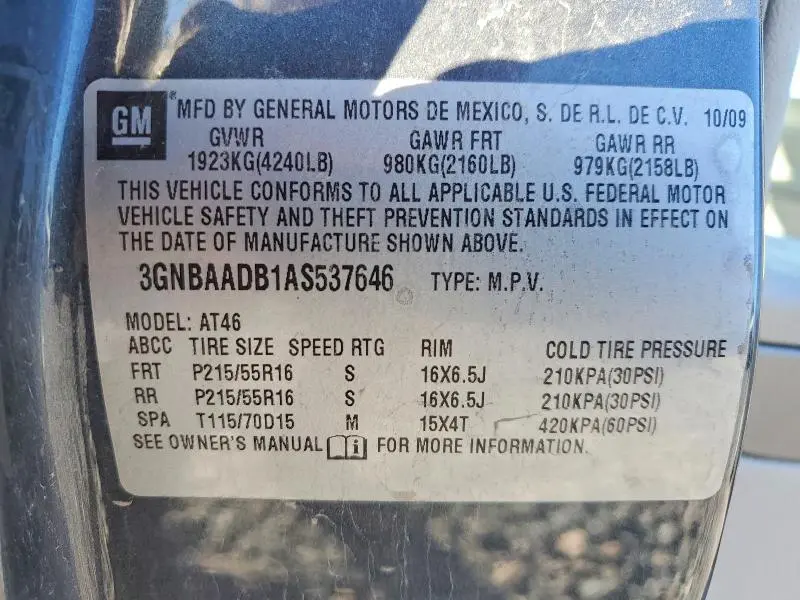 GM ® MFD BY GENERAL MOTORS DE MEXICO, S. DE R.L. DE C.V. 10/09
GVWR GAWR FRT GAWR RR
1923KG(4240LB) 980KG(2160LB) 979KG(2158LB)
THIS VEHICLE CONFORMS TO ALL APPLICABLE U.S. FEDERAL MOTOR
VEHICLE SAFETY AND THEFT PREVENTION STANDARDS IN EFFECT ON
THE DATE OF MANUFACTURE SHOWN ABOVE.
3GNBAADB1AS537646 TYPE: M.P.V.
MODEL: AT46
ABCC TIRE SIZE SPEED RTG RIM COLD TIRE PRESSURE
FRT P215/55R16 S 16X6.5J 210KPA(30PSI)
RR P215/55R16 S 16X6.5J 210KPA(30PSI)
SPA T115/70D15 M 15X4T 420KPA(60PSI)
SEE OWNER'S MANUAL i FOR MORE INFORMATION.